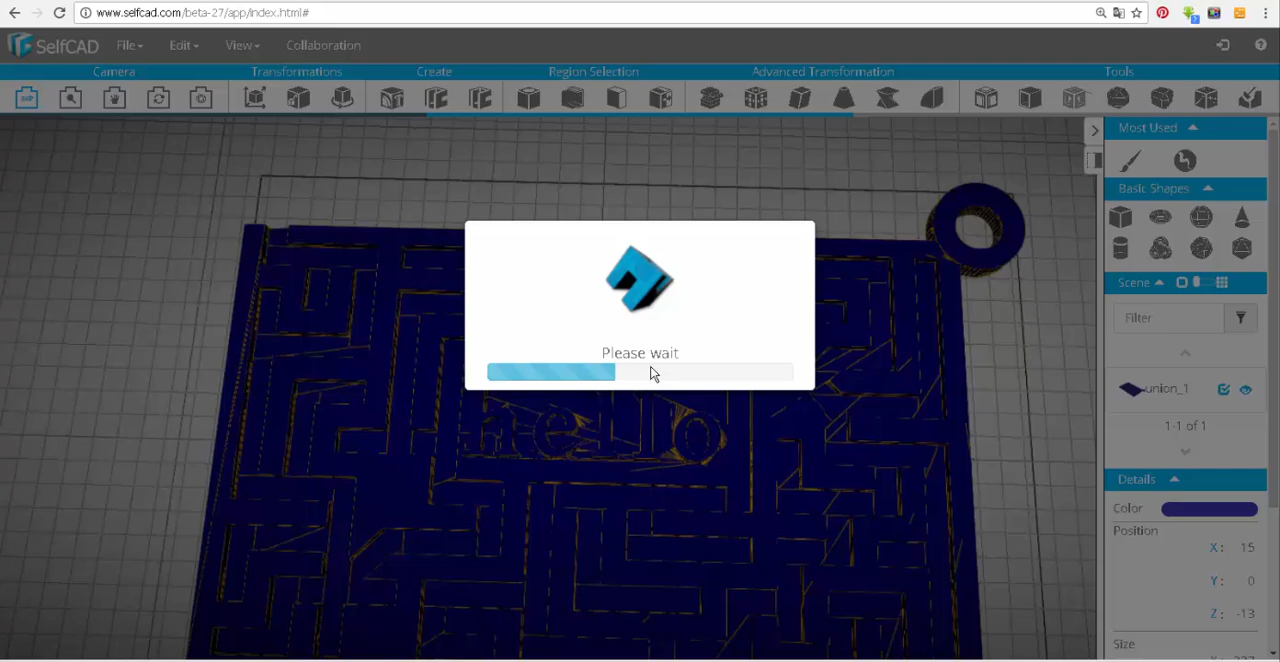 www.selfcad.com/beta-27/app/index.html#
SelfCAD File Edit View Collaboration
Camera Transformations Create Region Selection Advanced Transformation Tools
Most Used
Basic Shapes
Scene
Filter
union_1
1-1 of 1
Details
Color
Position
X: 15
Y: 0
Z: -13
Size
Please wait
hello